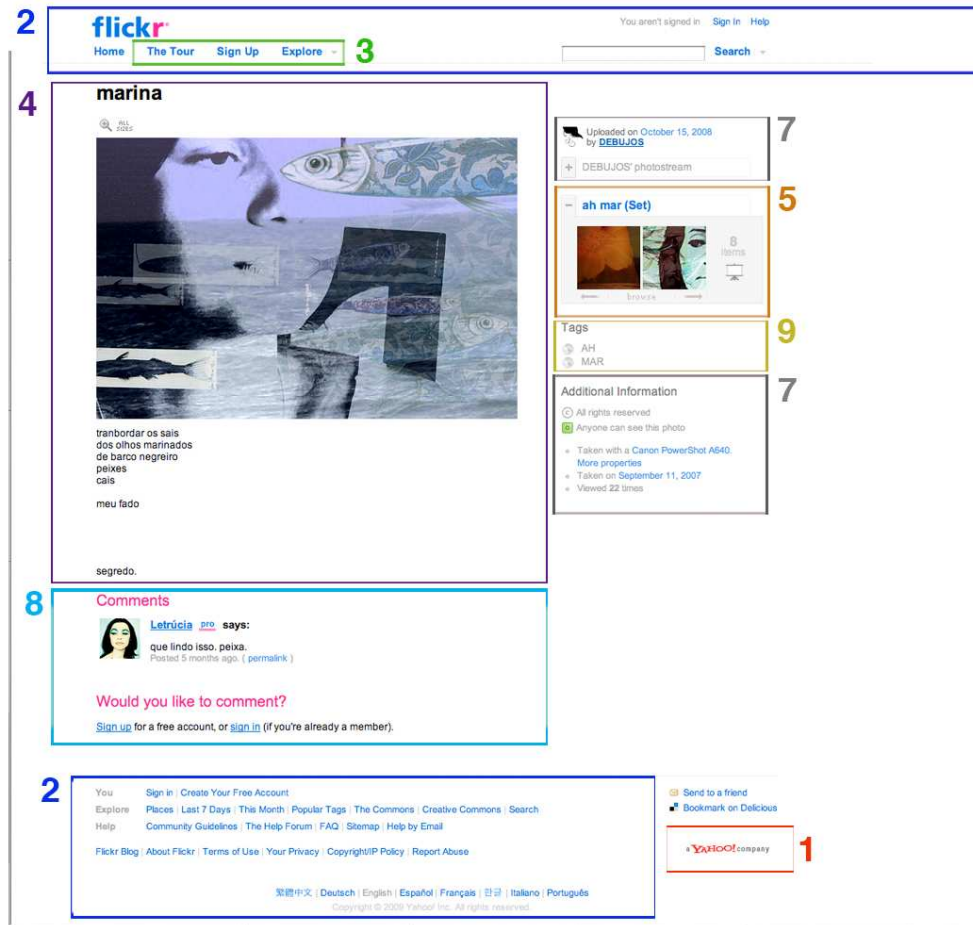 2
flickr
You aren't signed in Sign In Help
Home The Tour Sign Up Explore
3
Search
4
marina
ALL SIZES
tranbordar os sais
dos olhos marinados
de barco negreiro
peixes
cais
meu fado
segredo.
7
Uploaded on October 15, 2008
by DEBUJOS
+ DEBUJOS' photostream
5
− ah mar (Set)
8
items
browse
9
Tags
AH
MAR
7
Additional Information
© All rights reserved
Anyone can see this photo
Taken with a Canon PowerShot A640.
More properties
Taken on September 11, 2007
Viewed 22 times
8
Comments
Letrúcia pro says:
que lindo isso. peixa.
Posted 5 months ago. ( permalink )
Would you like to comment?
Sign up for a free account, or sign in (if you're already a member).
2
You Sign in | Create Your Free Account
Explore Places | Last 7 Days | This Month | Popular Tags | The Commons | Creative Commons | Search
Help Community Guidelines | The Help Forum | FAQ | Sitemap | Help by Email
Flickr Blog | About Flickr | Terms of Use | Your Privacy | Copyright/IP Policy | Report Abuse
繁體中文 | Deutsch | English | Español | Français | 한글 | Italiano | Português
Copyright © 2009 Yahoo! Inc. All rights reserved.
Send to a friend
Bookmark on Delicious
a YAHOO! company
1